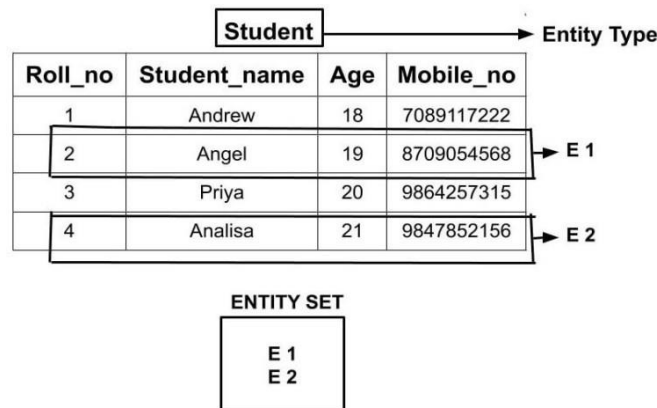 Student Entity Type
Roll_no Student_name Age Mobile_no
1 Andrew 18 7089117222
2 Angel 19 8709054568 E 1
3 Priya 20 9864257315
4 Analisa 21 9847852156 E 2
ENTITY SET
E 1
E 2